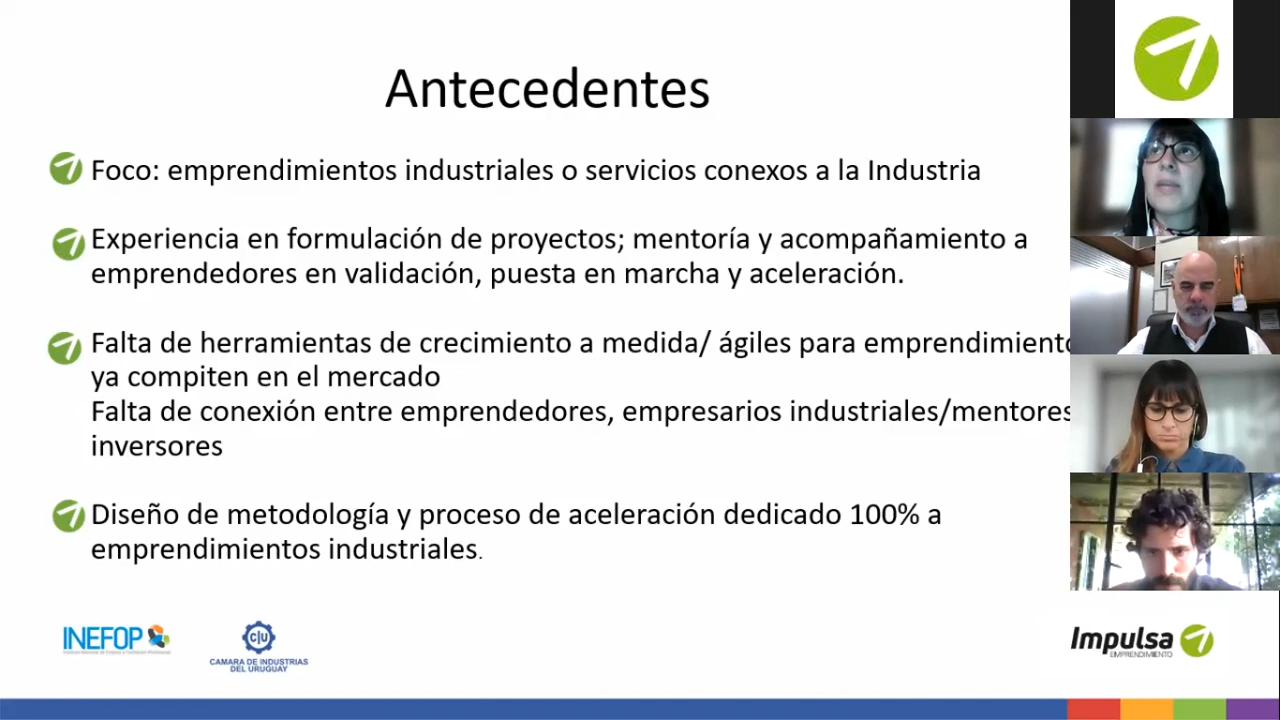 Antecedentes
Foco: emprendimientos industriales o servicios conexos a la Industria
Experiencia en formulación de proyectos; mentoría y acompañamiento a
emprendedores en validación, puesta en marcha y aceleración.
Falta de herramientas de crecimiento a medida/ ágiles para
ya compiten en el mercado
Falta de conexión entre emprendedores, empresarios industriales/mentores
inversores
Diseño de metodología y proceso de aceleración dedicado 100% a
emprendimientos industriales.
INEFOP
CIU
CAMARA DE INDUSTRIAS
DEL URUGUAY
Impulsa
EMPRENDIMIENTO